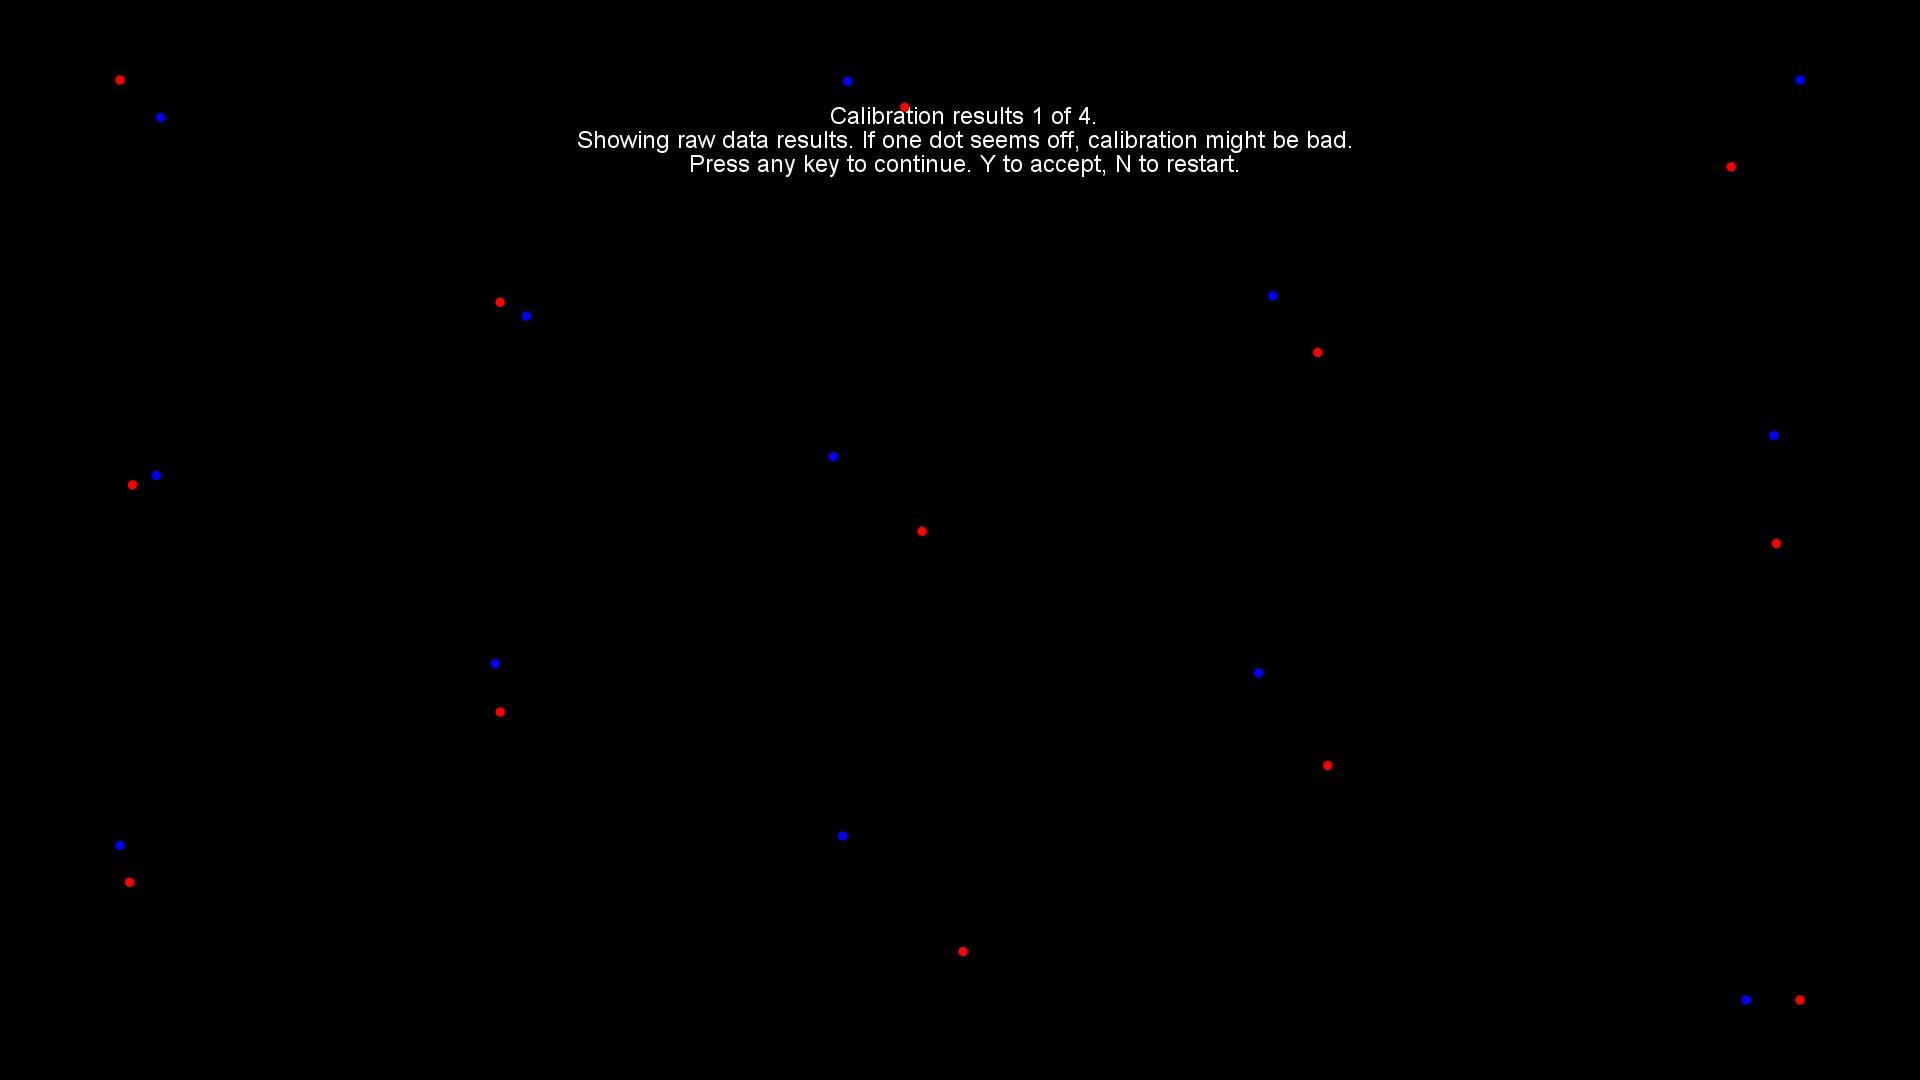 Calibration results 1 of 4.
Showing raw data results. If one dot seems off, calibration might be bad.
Press any key to continue. Y to accept, N to restart.